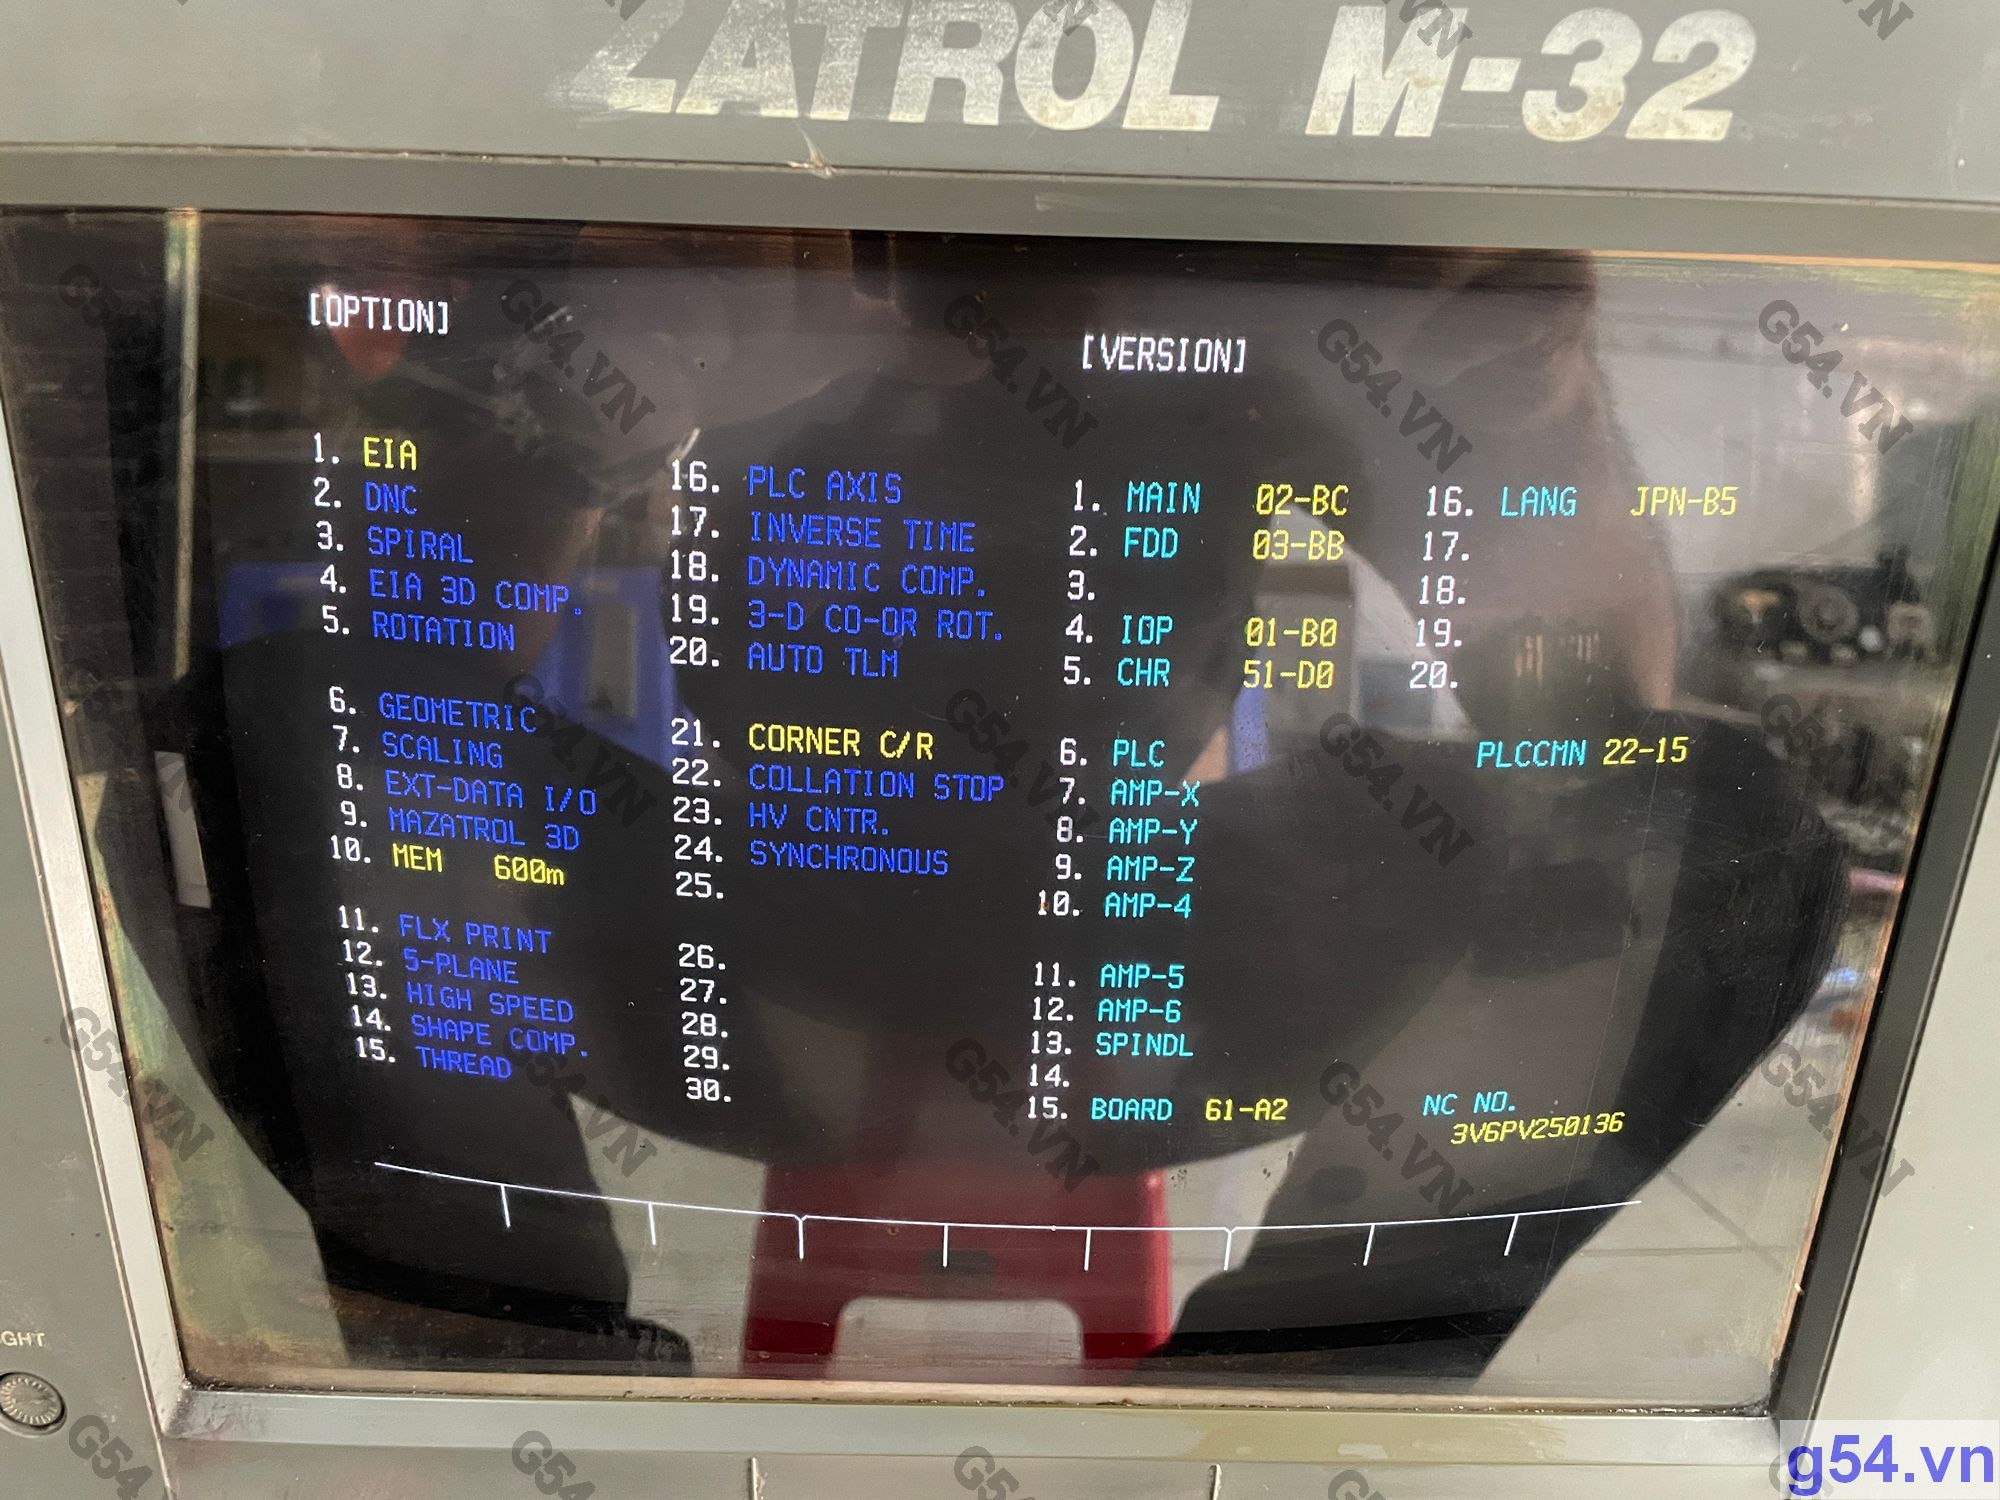 ZATROL M-32
[OPTION]
1. EIA
2. DNC
3. SPIRAL
4. EIA 3D COMP.
5. ROTATION
6. GEOMETRIC
7. SCALING
8. EXT-DATA I/O
9. MAZATROL 3D
10. MEM 600m
11. FLX PRINT
12. 5-PLANE
13. HIGH SPEED
14. SHAPE COMP.
15. THREAD
16. PLC AXIS
17. INVERSE TIME
18. DYNAMIC COMP.
19. 3-D CO-OR ROT.
20. AUTO TLM
21. CORNER C/R
22. COLLATION STOP
23. HV CNTR.
24. SYNCHRONOUS
25.
26.
27.
28.
29.
30.
[VERSION]
1. MAIN 02-BC
2. FDD 03-BB
3.
4. IOP 01-B0
5. CHR 51-D0
6. PLC
7. AMP-X
8. AMP-Y
9. AMP-Z
10. AMP-4
11. AMP-5
12. AMP-6
13. SPINDL
14.
15. BOARD 61-A2
16. LANG JPN-B5
17.
18.
19.
20.
PLCCMN 22-15
NC NO.
3V6PV250136
GHT
G54.VN
g54.vn